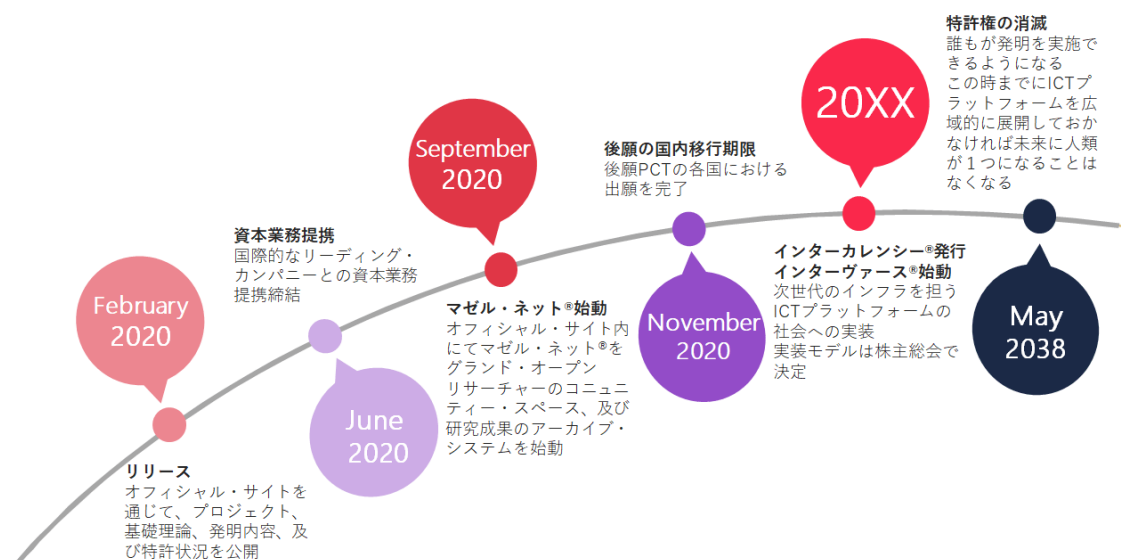 February
2020
リリース
オフィシャル・サイトを
通じて、プロジェクト、
基礎理論、発明内容、及
び特許状況を公開
資本業務提携
国際的なリーディング・
カンパニーとの資本業務
提携締結
June
2020
September
2020
マゼル・ネット®始動
オフィシャル・サイト内
にてマゼル・ネット®を
グランド・オープン
リサーチャーのコニュニ
ティー・スペース、及び
研究成果のアーカイブ・
システムを始動
後願の国内移行期限
後願PCTの各国における
出願を完了
November
2020
20XX
インターカレンシー®発行
インターヴァース®始動
次世代のインフラを担う
ICTプラットフォームの
社会への実装
実装モデルは株主総会で
決定
特許権の消滅
誰もが発明を実施で
きるようになる
この時までにICTプ
ラットフォームを広
域的に展開しておか
なければ未来に人類
が１つになることは
なくなる
May
2038